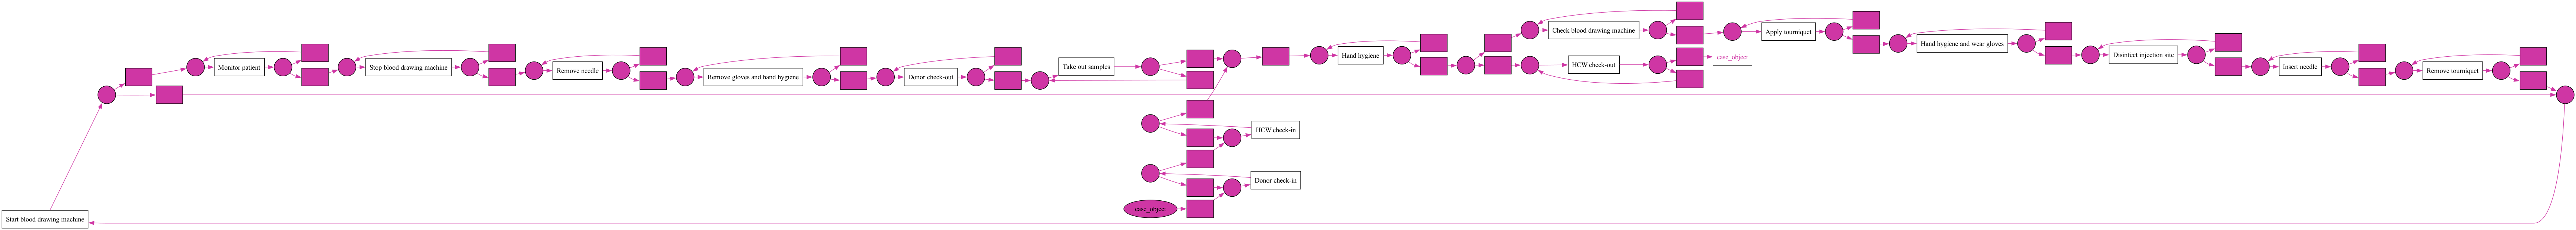 Check blood drawing machine
Apply tourniquet
Hand hygiene and wear gloves
Hand hygiene
Disinfect injection site
case_object
Monitor patient
Stop blood drawing machine
Remove needle
Remove gloves and hand hygene
Donor check-out
Take out samples
HCW check-out
Insert needle
Remove tourniquet
HCW check-in
Donor check-in
case_object
Start blood drawing machine